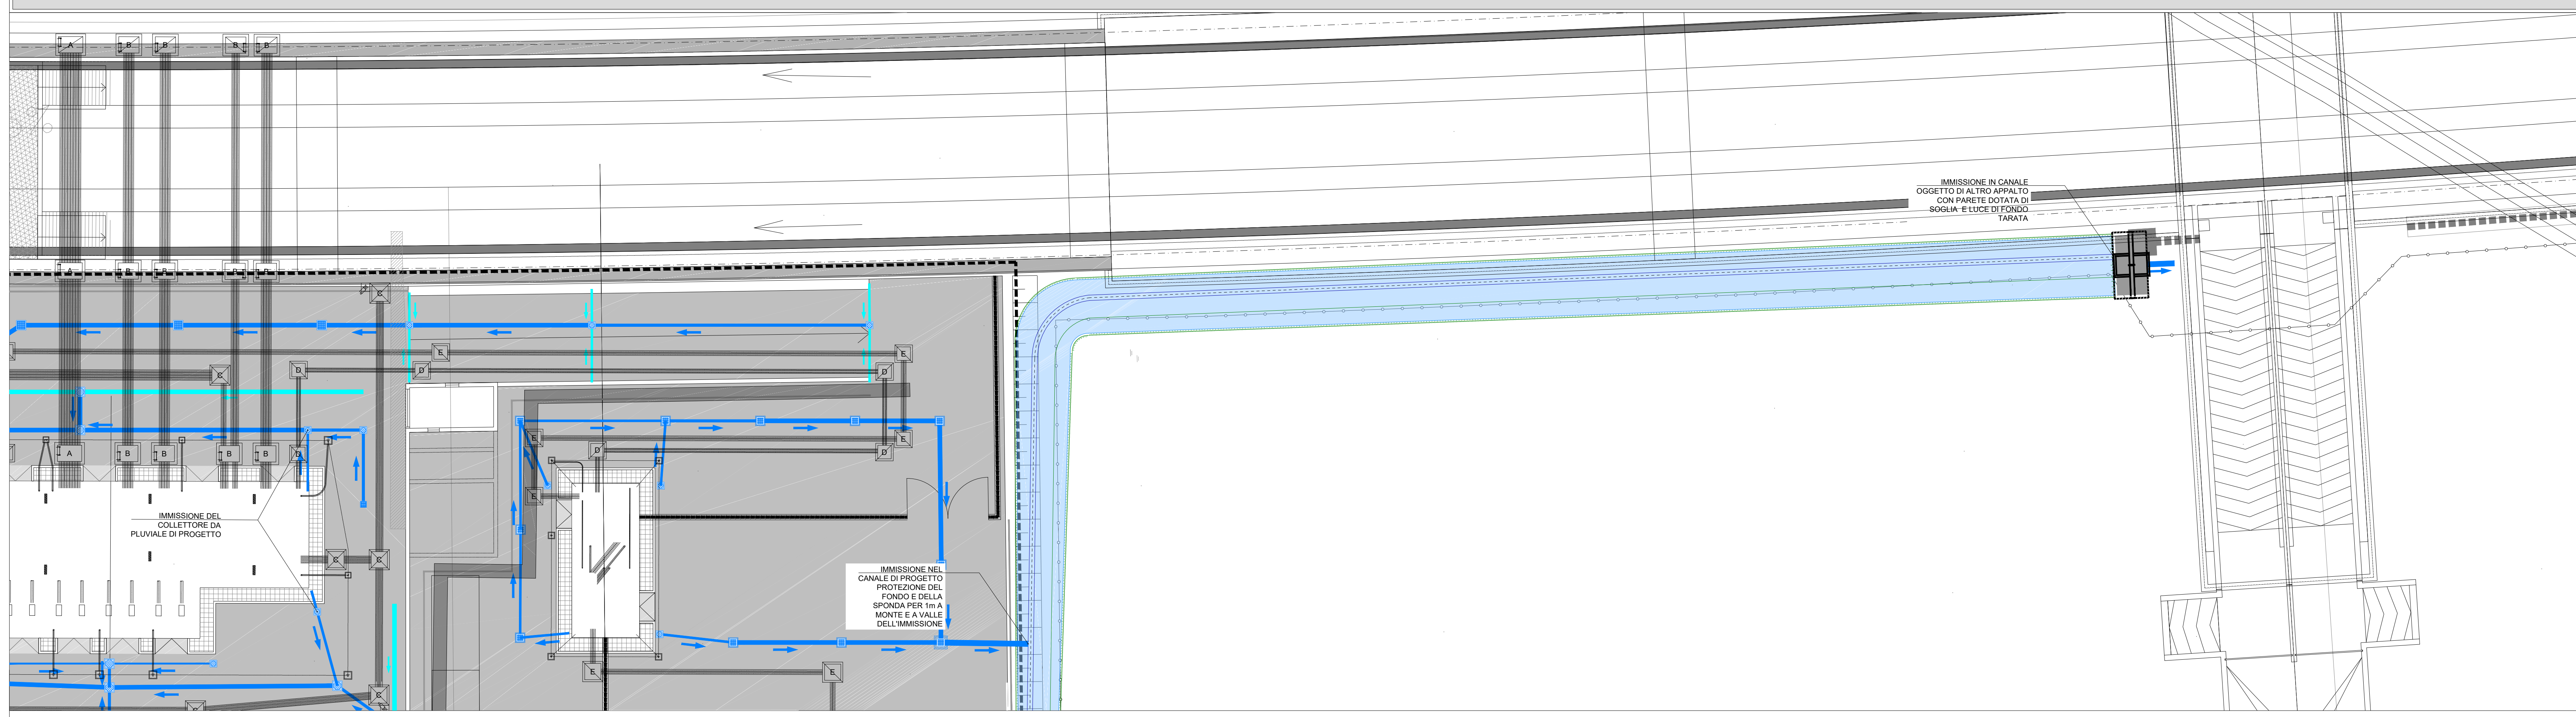 A
B
B
B
B
IMMISSIONE IN CANALE
OGGETTO DI ALTRO APPALTO
CON PARETE DOTATA DI
SOGLIA E LUCE DI FONDO
TARATA
A
B
B
B
B
C
E
E
C
D
D
D
E
E
D
D
A
B
B
B
B
D
E
IMMISSIONE DEL
COLLETTORE DA
PLUVIALE DI PROGETTO
C
C
IMMISSIONE NEL
CANALE DI PROGETTO
PROTEZIONE DEL
FONDO E DELLA
SPONDA PER 1m A
MONTE E A VALLE
DELL'IMMISSIONE
E
E
C